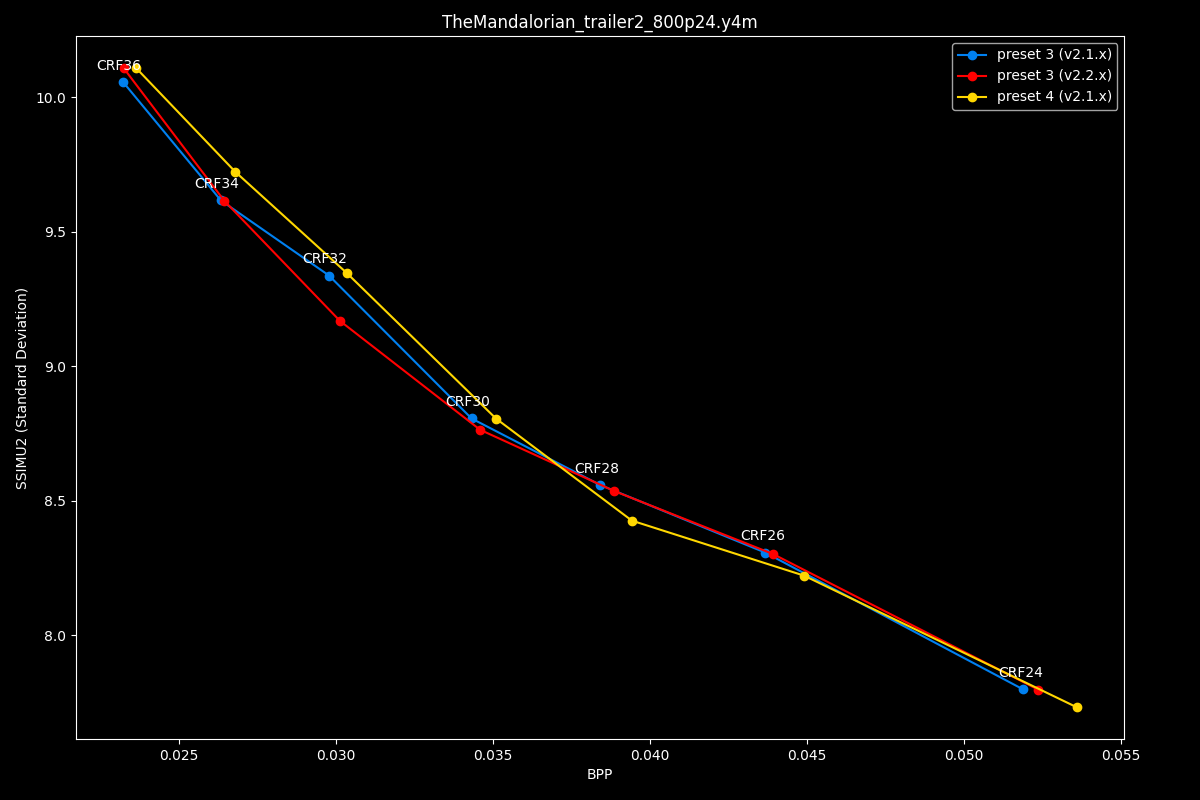 TheMandalorian_trailer2_800p24.y4m
preset 3 (v2.1.x)
preset 3 (v2.2.x)
preset 4 (v2.1.x)
CRF36
CRF34
CRF32
CRF30
CRF28
CRF26
CRF24
10.0
9.5
9.0
8.5
8.0
SSIMU2 (Standard Deviation)
0.025
0.030
0.035
0.040
0.045
0.050
0.055
BPP